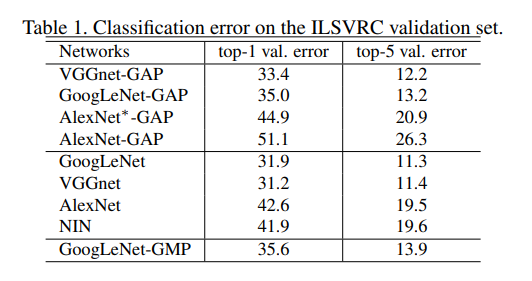 Table 1. Classification error on the ILSVRC validation set.
Networks top-1 val. error top-5 val. error
VGGnet-GAP 33.4 12.2
GoogLeNet-GAP 35.0 13.2
AlexNet*-GAP 44.9 20.9
AlexNet-GAP 51.1 26.3
GoogLeNet 31.9 11.3
VGGnet 31.2 11.4
AlexNet 42.6 19.5
NIN 41.9 19.6
GoogLeNet-GMP 35.6 13.9